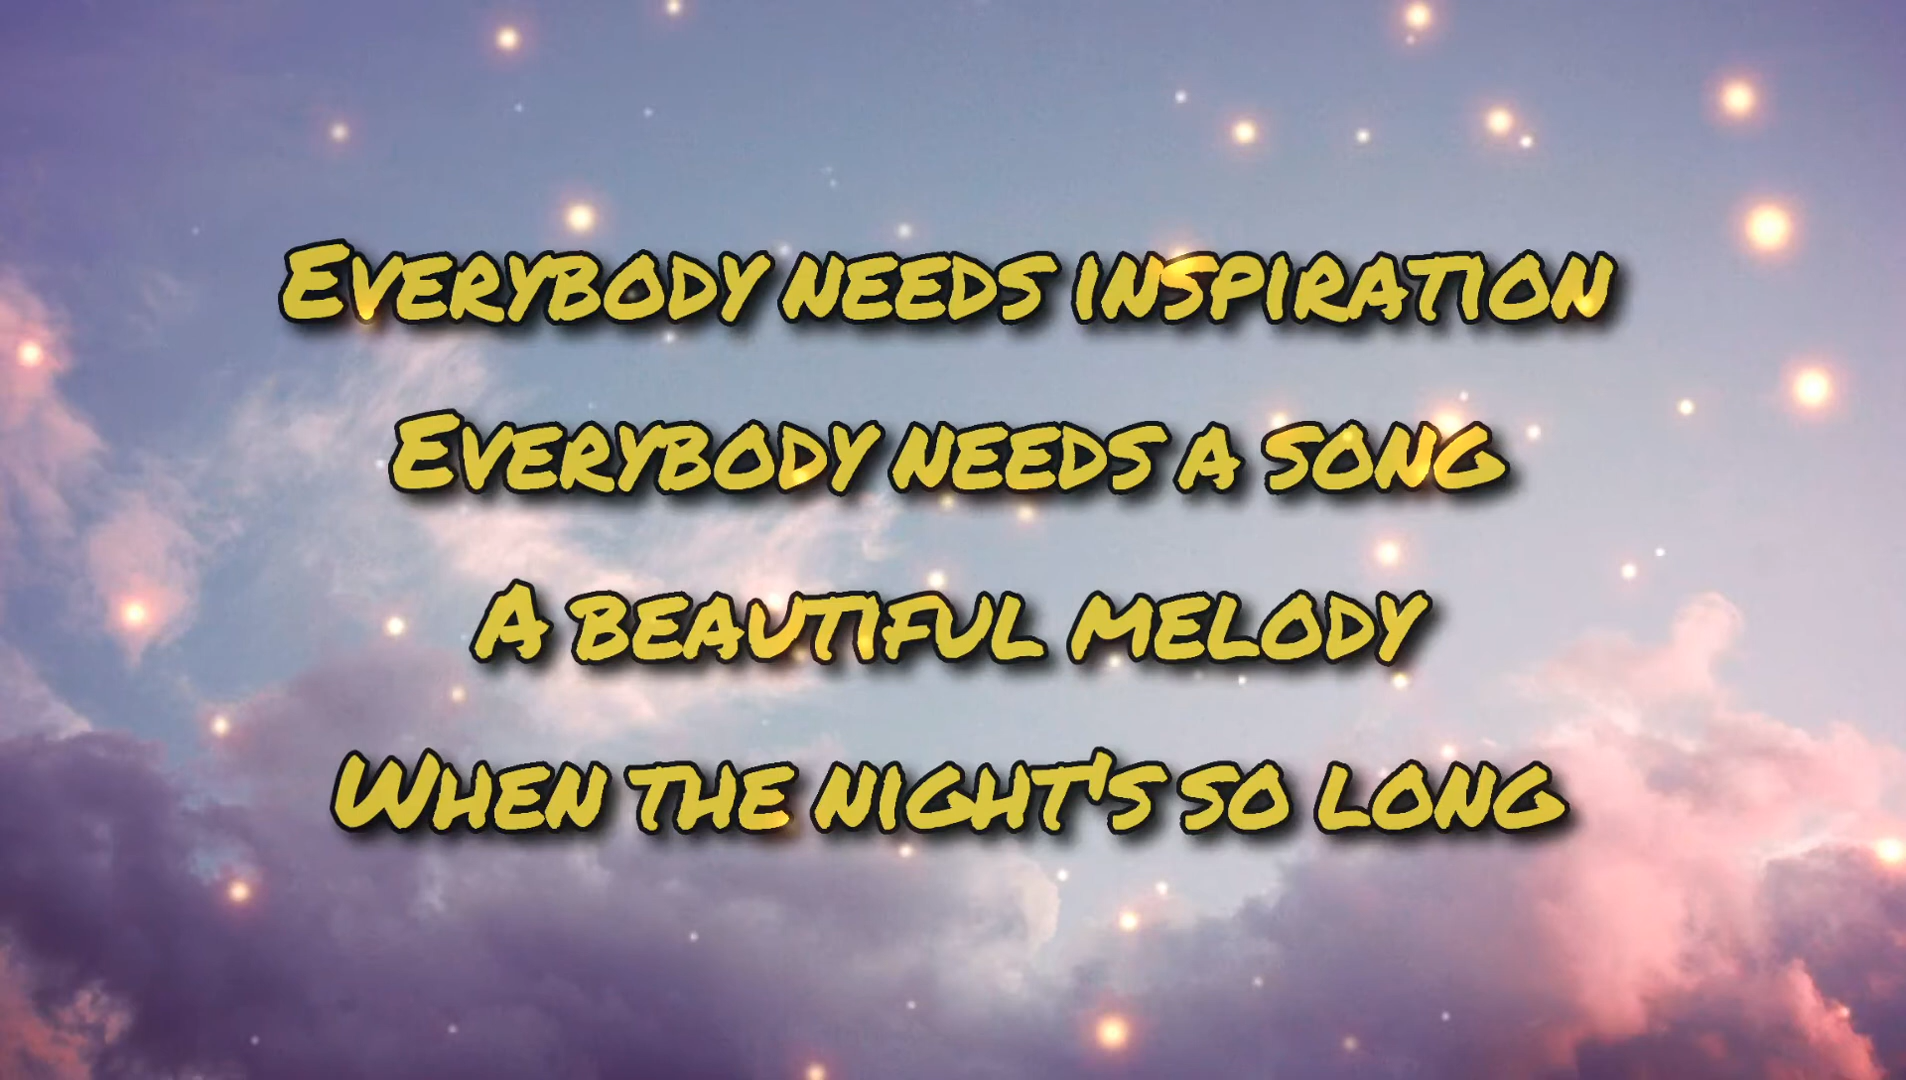 Everybody needs inspiration
Everybody needs a song
A beautiful melody
When the night's so long